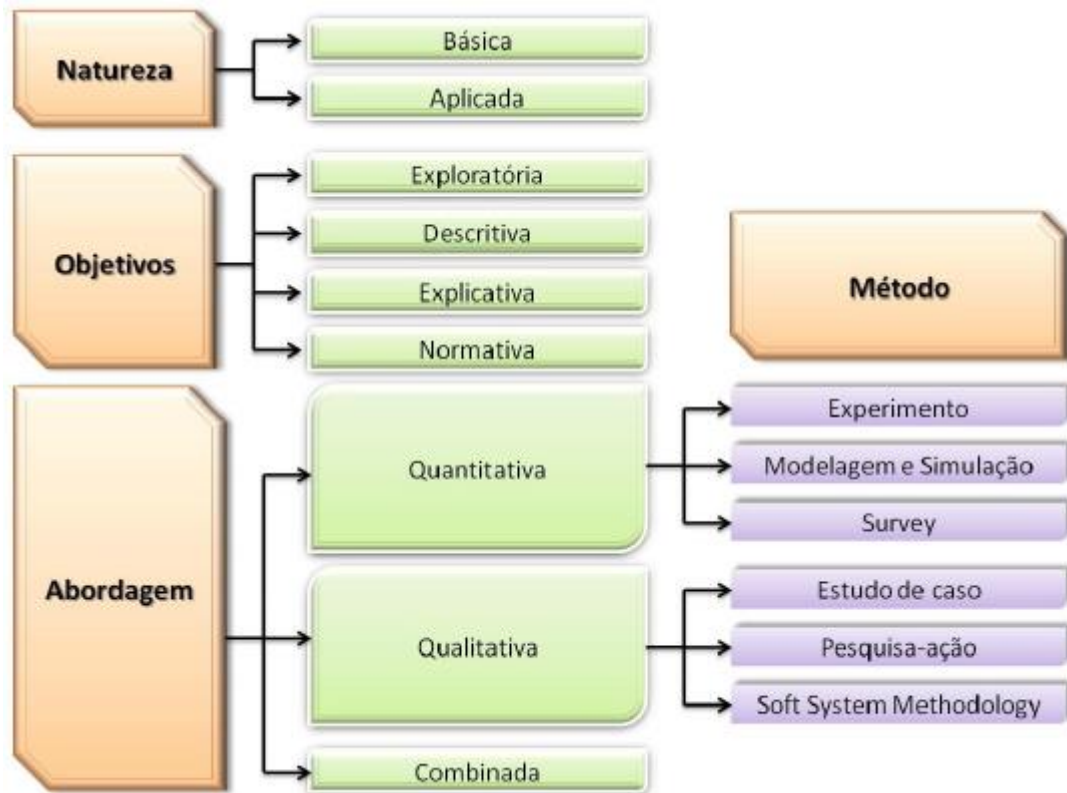 Natureza
Básica
Aplicada
Objetivos
Exploratória
Descritiva
Explicativa
Normativa
Método
Abordagem
Quantitativa
Experimento
Modelagem e Simulação
Survey
Qualitativa
Estudo de caso
Pesquisa-ação
Soft System Methodology
Combinada